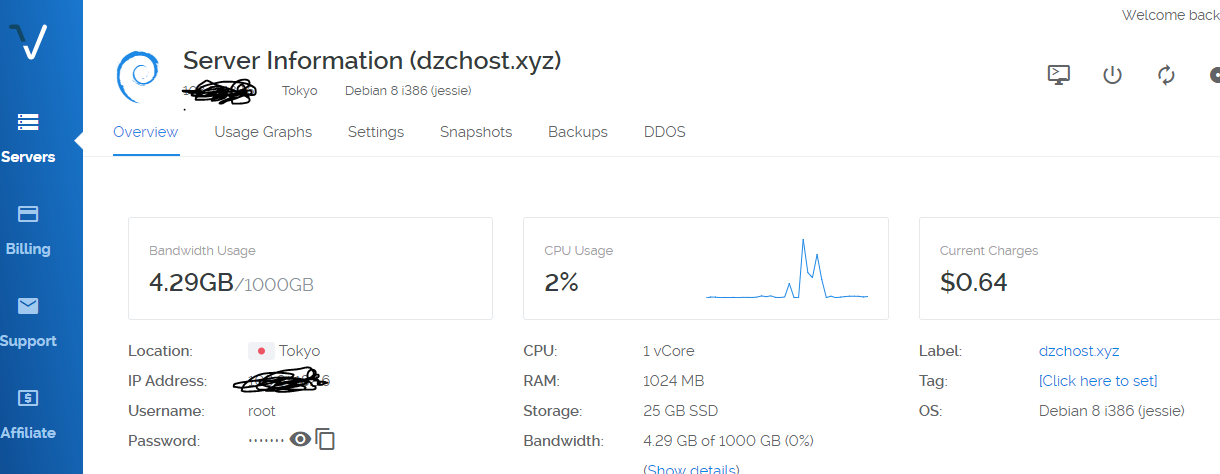 Welcome back
Server Information (dzchost.xyz)
Tokyo Debian 8 i386 (jessie)
Overview Usage Graphs Settings Snapshots Backups DDOS
Servers
Billing
Support
Affiliate
Bandwidth Usage
4.29GB/1000GB
CPU Usage
2%
Current Charges
$0.64
Location: Tokyo
IP Address:
Username: root
Password: ·······
CPU: 1 vCore
RAM: 1024 MB
Storage: 25 GB SSD
Bandwidth: 4.29 GB of 1000 GB (0%)
(Show details)
Label: dzchost.xyz
Tag: [Click here to set]
OS: Debian 8 i386 (jessie)